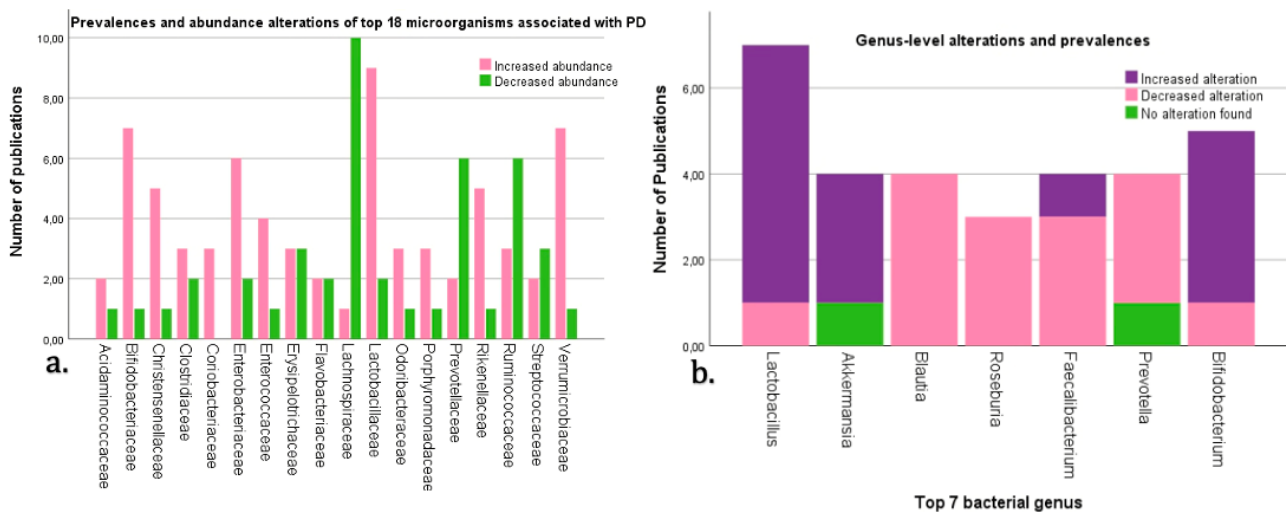 Prevalences and abundance alterations of top 18 microorganisms associated with PD
Number of publications
10,00
8,00
6,00
4,00
2,00
0,00
Increased abundance
Decreased abundance
Acidaminococcaceae
Bifidobacteriaceae
Christensenellaceae
Clostridiaceae
Coriobacteriaceae
Enterobacteriaceae
Enterococcaceae
Erysipelotrichaceae
Flavobacteriaceae
Lachnospiraceae
Lactobacillaceae
Odoribacteraceae
Porphyromonadaceae
Prevotellaceae
Rikenellaceae
Ruminococcaceae
Streptococcaceae
Verrumicrobiaceae
a.
Genus-level alterations and prevalences
Number of Publications
6,00
4,00
2,00
0,00
Increased alteration
Decreased alteration
No alteration found
Lactobacillus
Akkermansia
Blautia
Roseburia
Faecalibacterium
Prevotella
Bifidobacterium
b.
Top 7 bacterial genus